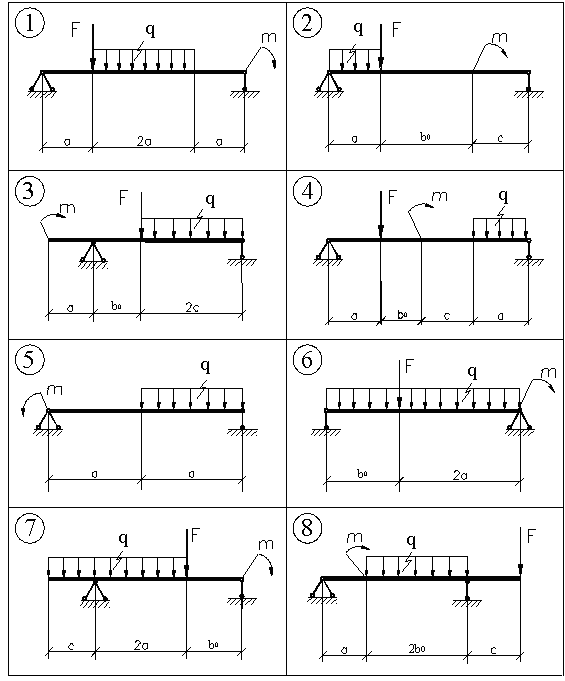 1 F q m
a 2a a
2 q F m
a b₀ c
3 m F q
a b₀ 2c
4 F m q
a b₀ c a
5 m q
a a
6 F q m
b₀ 2a
7 q F m
c 2a b₀
8 m q F
a 2b₀ c